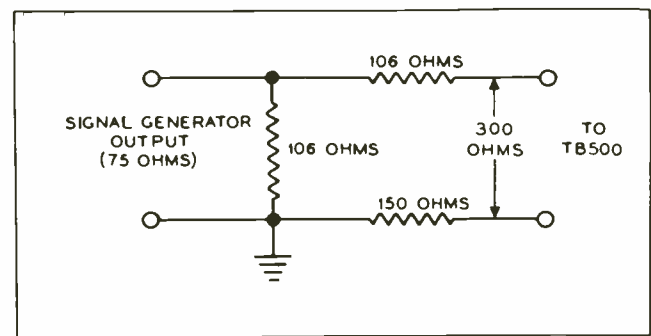 106 OHMS
SIGNAL GENERATOR
OUTPUT
(75 OHMS)
106 OHMS
300
OHMS
TO
TB500
150 OHMS